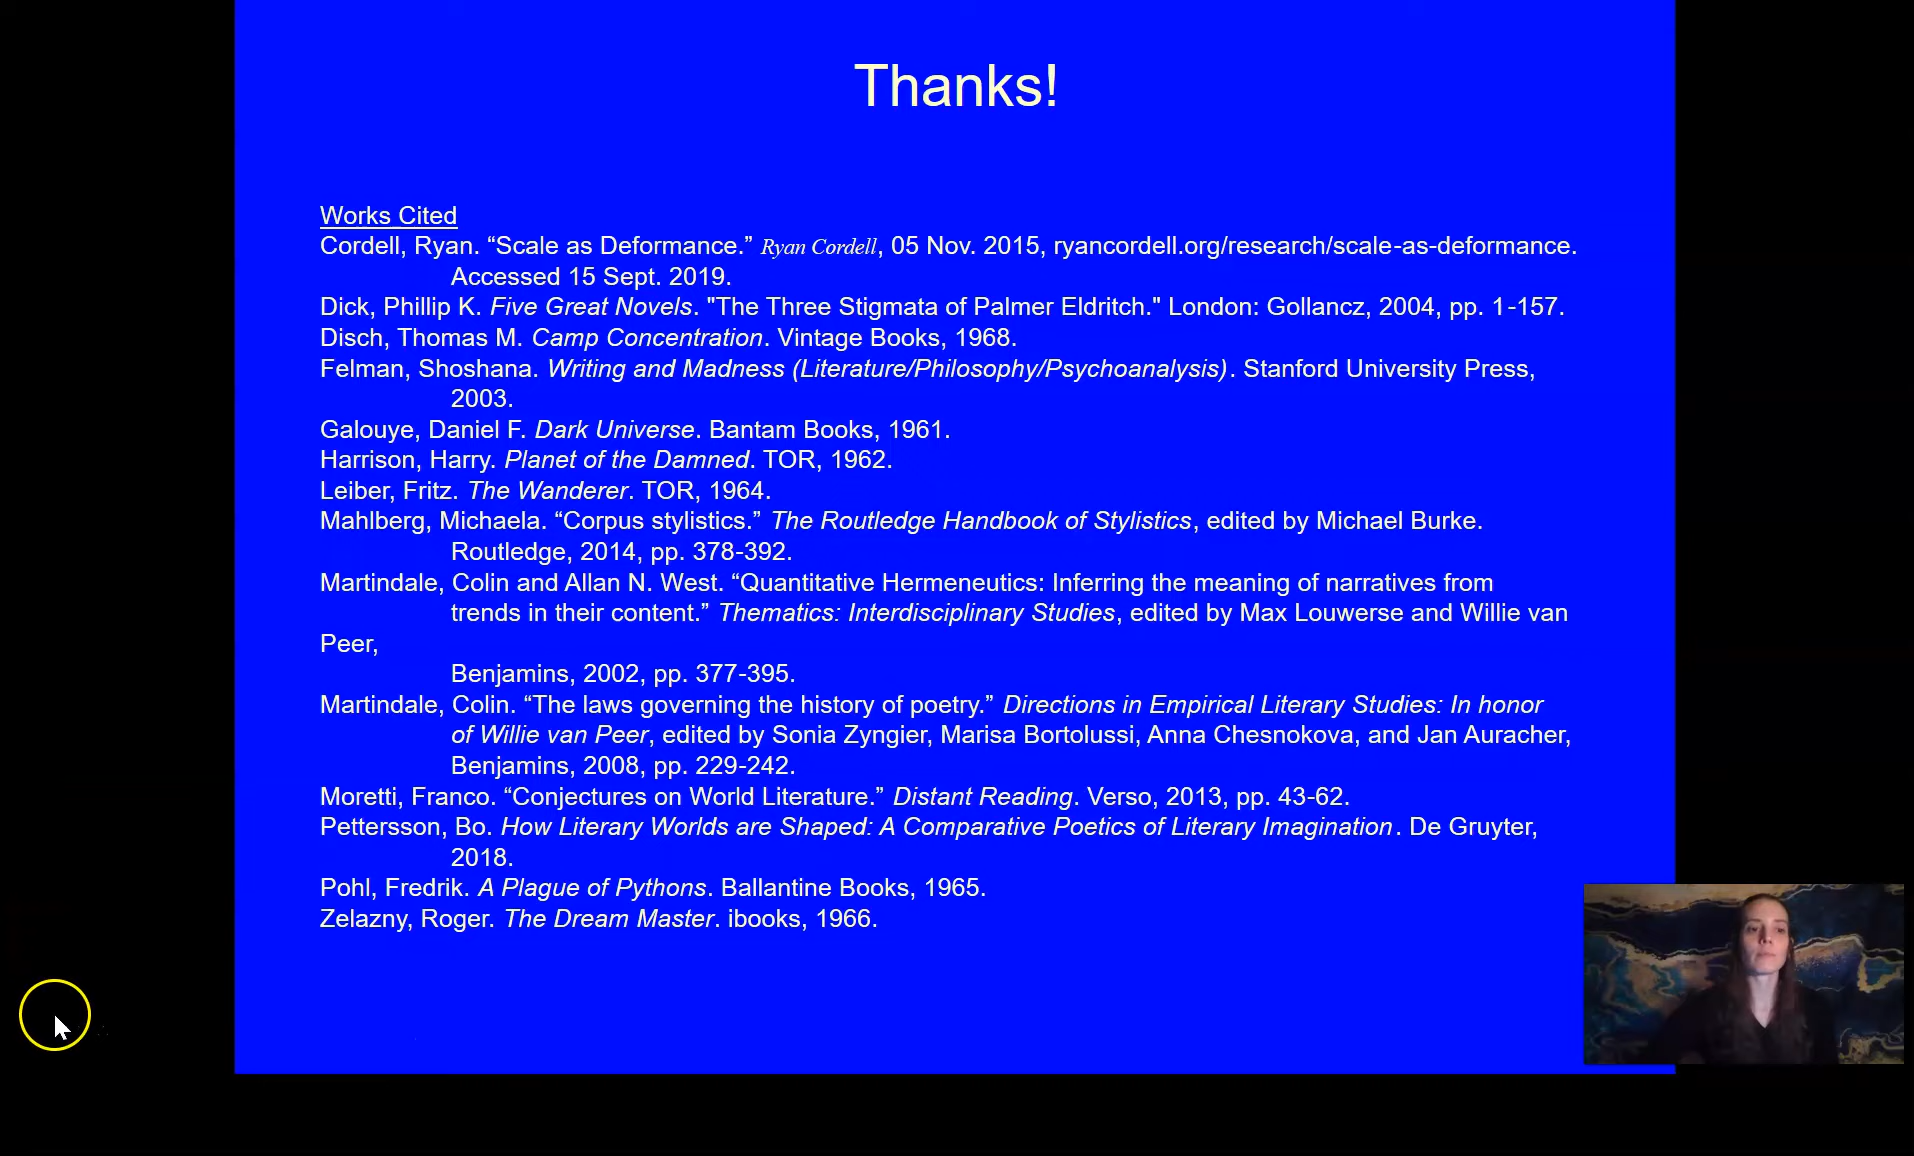 Thanks!
Works Cited
Cordell, Ryan. “Scale as Deformance.” Ryan Cordell, 05 Nov. 2015, ryancordell.org/research/scale-as-deformance.
Accessed 15 Sept. 2019.
Dick, Phillip K. Five Great Novels. "The Three Stigmata of Palmer Eldritch." London: Gollancz, 2004, pp. 1-157.
Disch, Thomas M. Camp Concentration. Vintage Books, 1968.
Felman, Shoshana. Writing and Madness (Literature/Philosophy/Psychoanalysis). Stanford University Press,
2003.
Galouye, Daniel F. Dark Universe. Bantam Books, 1961.
Harrison, Harry. Planet of the Damned. TOR, 1962.
Leiber, Fritz. The Wanderer. TOR, 1964.
Mahlberg, Michaela. “Corpus stylistics.” The Routledge Handbook of Stylistics, edited by Michael Burke.
Routledge, 2014, pp. 378-392.
Martindale, Colin and Allan N. West. “Quantitative Hermeneutics: Inferring the meaning of narratives from
trends in their content.” Thematics: Interdisciplinary Studies, edited by Max Louwerse and Willie van
Peer,
Benjamins, 2002, pp. 377-395.
Martindale, Colin. “The laws governing the history of poetry.” Directions in Empirical Literary Studies: In honor
of Willie van Peer, edited by Sonia Zyngier, Marisa Bortolussi, Anna Chesnokova, and Jan Auracher,
Benjamins, 2008, pp. 229-242.
Moretti, Franco. “Conjectures on World Literature.” Distant Reading. Verso, 2013, pp. 43-62.
Pettersson, Bo. How Literary Worlds are Shaped: A Comparative Poetics of Literary Imagination. De Gruyter,
2018.
Pohl, Fredrik. A Plague of Pythons. Ballantine Books, 1965.
Zelazny, Roger. The Dream Master. ibooks, 1966.